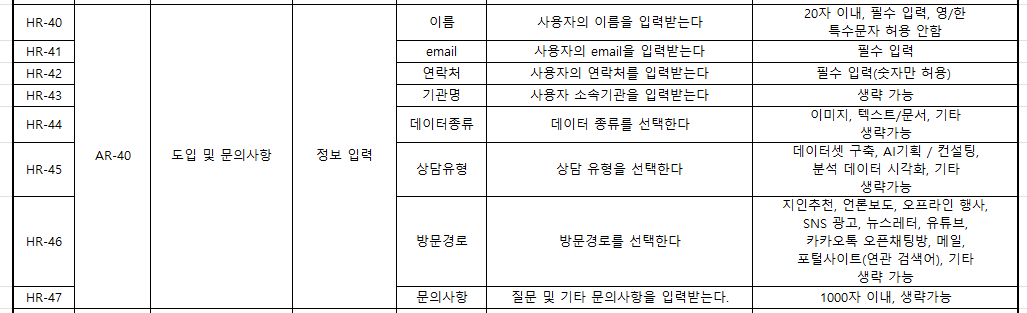 HR-40
이름
사용자의 이름을 입력받는다
20자 이내, 필수 입력, 영/한
특수문자 허용 안함
HR-41
email
사용자의 email을 입력받는다
필수 입력
HR-42
연락처
사용자의 연락처를 입력받는다
필수 입력(숫자만 허용)
HR-43
기관명
사용자 소속기관을 입력받는다
생략 가능
HR-44
데이터종류
데이터 종류를 선택한다
이미지, 텍스트/문서, 기타
생략가능
AR-40
도입 및 문의사항
정보 입력
HR-45
상담유형
상담 유형을 선택한다
데이터셋 구축, AI기획 / 컨설팅,
분석 데이터 시각화, 기타
생략가능
HR-46
방문경로
방문경로를 선택한다
지인추천, 언론보도, 오프라인 행사,
SNS 광고, 뉴스레터, 유튜브,
카카오톡 오픈채팅방, 메일,
포털사이트(연관 검색어), 기타
생략 가능
HR-47
문의사항
질문 및 기타 문의사항을 입력받는다.
1000자 이내, 생략가능